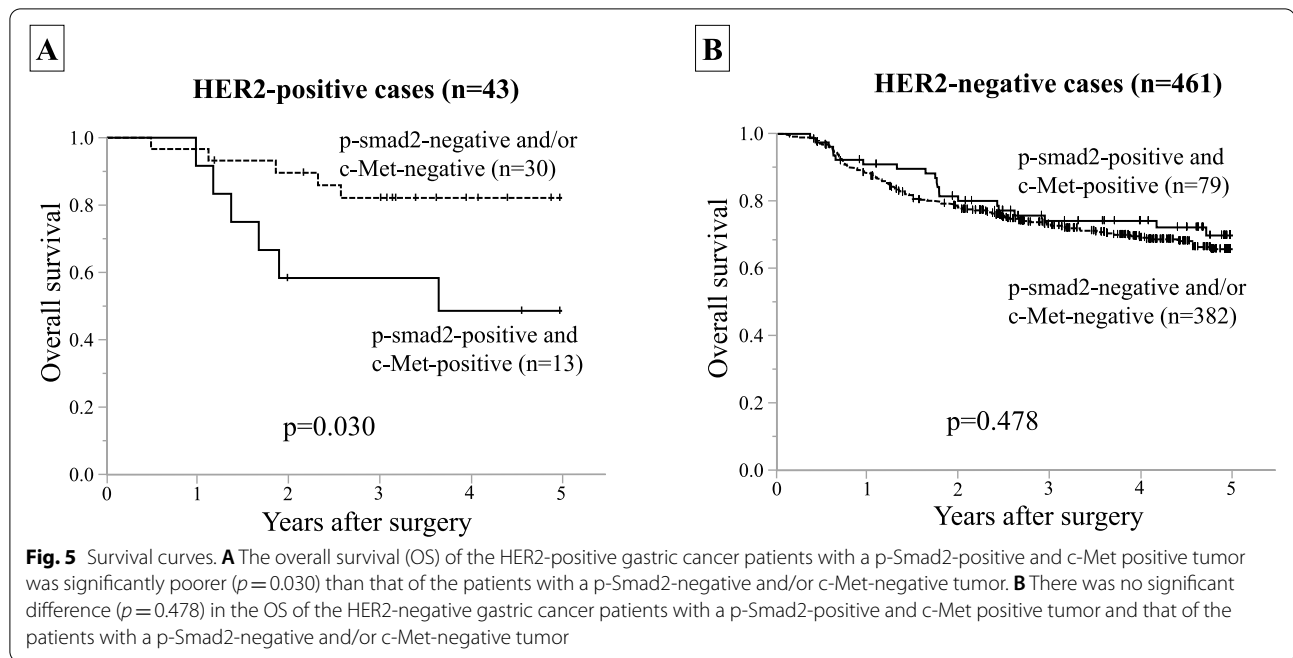 A
HER2-positive cases (n=43)
Overall survival
1.0
0.8
0.6
0.4
0.2
0.0
p-smad2-negative and/or
c-Met-negative (n=30)
p-smad2-positive and
c-Met-positive (n=13)
p=0.030
0 1 2 3 4 5
Years after surgery
B
HER2-negative cases (n=461)
Overall survival
1.0
0.8
0.6
0.4
0.2
0.0
p-smad2-positive and
c-Met-positive (n=79)
p-smad2-negative and/or
c-Met-negative (n=382)
p=0.478
0 1 2 3 4 5
Years after surgery
Fig. 5 Survival curves. A The overall survival (OS) of the HER2-positive gastric cancer patients with a p-Smad2-positive and c-Met positive tumor
was significantly poorer (p = 0.030) than that of the patients with a p-Smad2-negative and/or c-Met-negative tumor. B There was no significant
difference (p = 0.478) in the OS of the HER2-negative gastric cancer patients with a p-Smad2-positive and c-Met positive tumor and that of the
patients with a p-Smad2-negative and/or c-Met-negative tumor